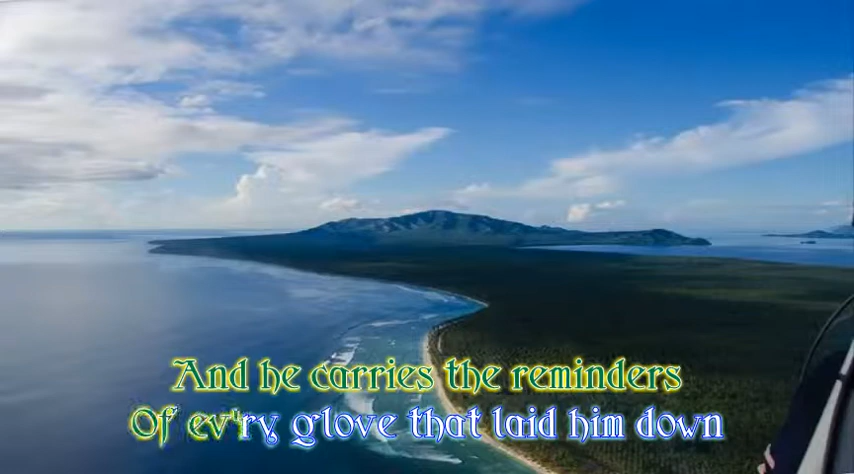 And he carries the reminders
Of ev'ry glove that laid him down